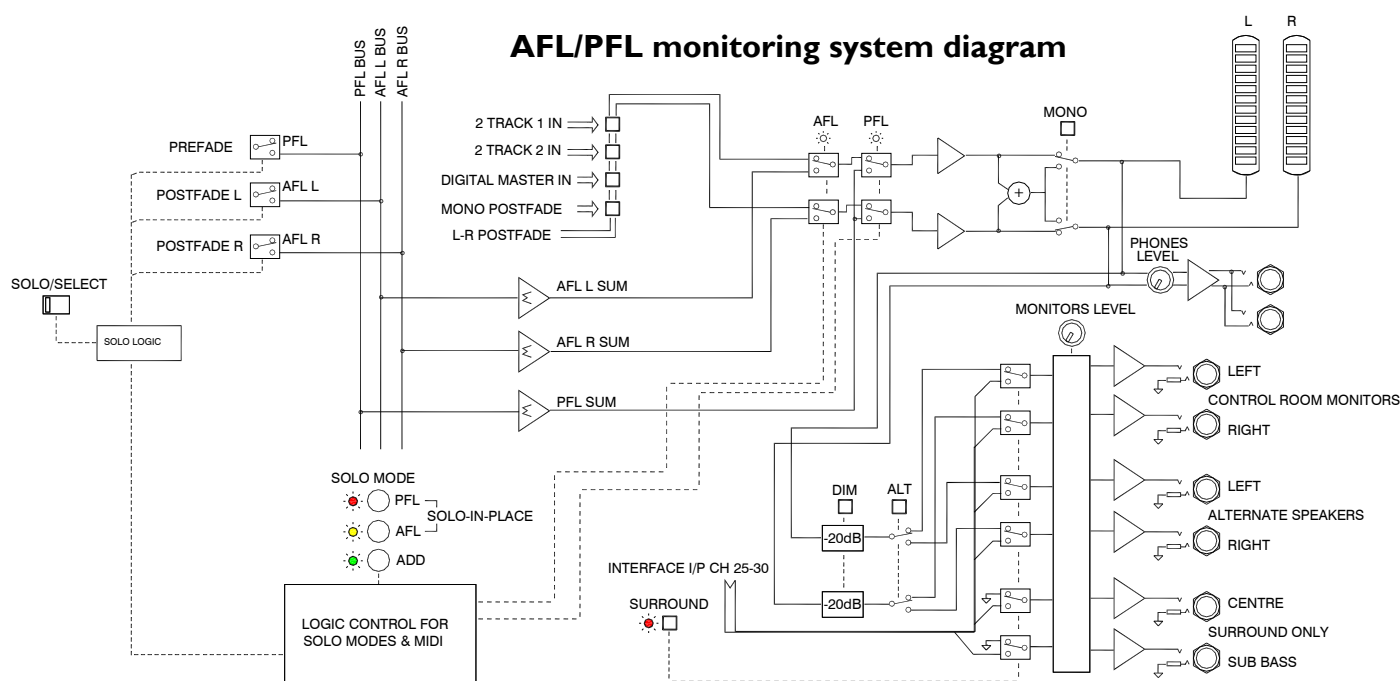 AFL/PFL monitoring system diagram
L R
PFL BUS
AFL L BUS
AFL R BUS
PREFADE
PFL
POSTFADE L
AFL L
POSTFADE R
AFL R
SOLO/SELECT
SOLO LOGIC
2 TRACK 1 IN
2 TRACK 2 IN
DIGITAL MASTER IN
MONO POSTFADE
L-R POSTFADE
AFL
PFL
MONO
+
PHONES
LEVEL
Σ
AFL L SUM
Σ
AFL R SUM
Σ
PFL SUM
MONITORS LEVEL
LEFT
CONTROL ROOM MONITORS
RIGHT
LEFT
ALTERNATE SPEAKERS
RIGHT
CENTRE
SURROUND ONLY
SUB BASS
SOLO MODE
PFL
SOLO-IN-PLACE
AFL
ADD
LOGIC CONTROL FOR
SOLO MODES & MIDI
DIM
ALT
-20dB
-20dB
INTERFACE I/P CH 25-30
SURROUND